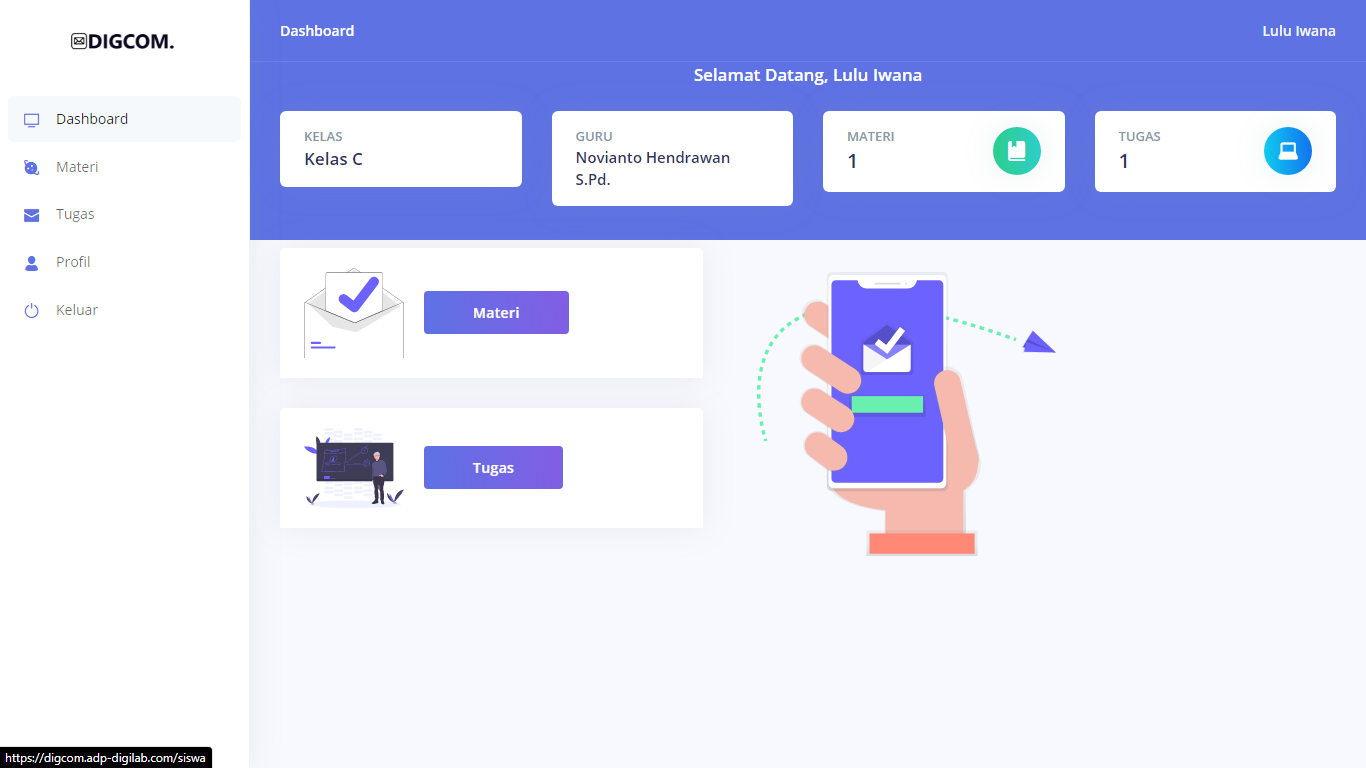 DIGCOM.
Dashboard
Materi
Tugas
Profil
Keluar
Dashboard
Lulu Iwana
Selamat Datang, Lulu Iwana
KELAS
Kelas C
GURU
Novianto Hendrawan
S.Pd.
MATERI
1
TUGAS
1
Materi
Tugas
https://digcom.adp-digilab.com/siswa